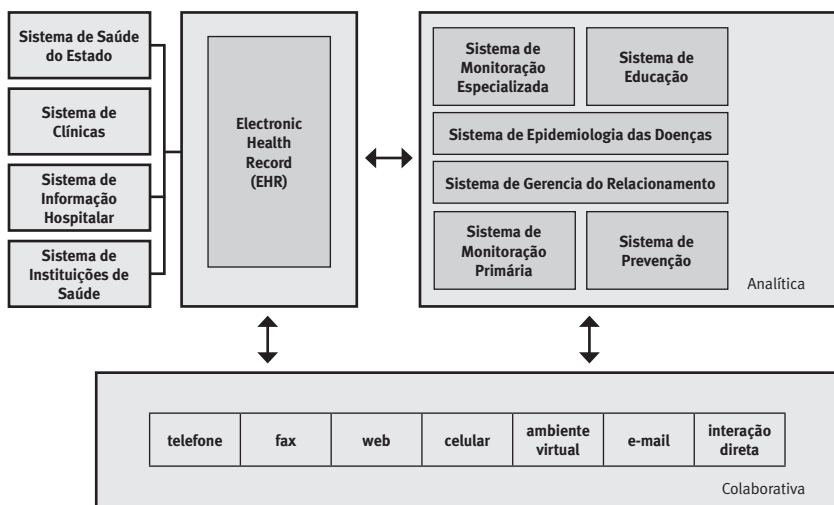 Sistema de Saúde
do Estado
Sistema de
Clínicas
Sistema de
Informação
Hospitalar
Sistema de
Instituições de
Saúde
Electronic
Health
Record
(EHR)
Sistema de
Monitoração
Especializada
Sistema de
Educação
Sistema de Epidemiologia das Doenças
Sistema de Gerencia do Relacionamento
Sistema de
Monitoração
Primária
Sistema de
Prevenção
Analítica
telefone
fax
web
celular
ambiente
virtual
e-mail
interação
direta
Colaborativa